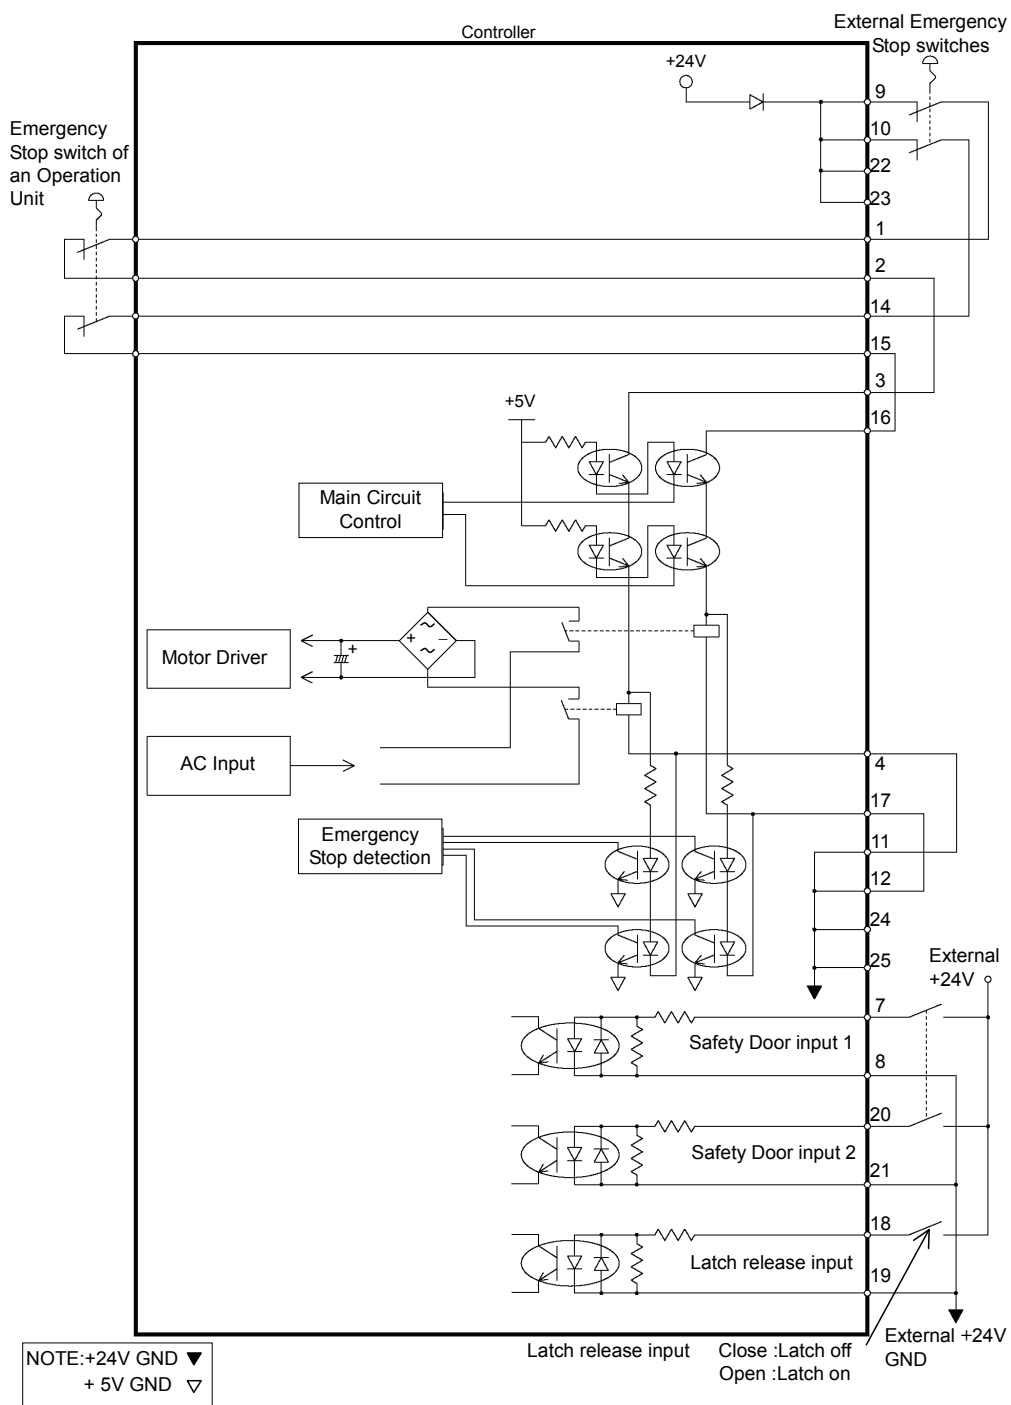 Controller
External Emergency
Stop switches
+24V
9
10
22
23
Emergency
Stop switch of
an Operation
Unit
1
2
14
15
3
16
+5V
Main Circuit
Control
Motor Driver
+
−
+
AC Input
4
17
11
12
24
25
Emergency
Stop detection
External
+24V
7
Safety Door input 1
8
20
Safety Door input 2
21
18
Latch release input
19
External +24V
GND
Latch release input Close :Latch off
Open :Latch on
NOTE:+24V GND ▼
+ 5V GND ▽